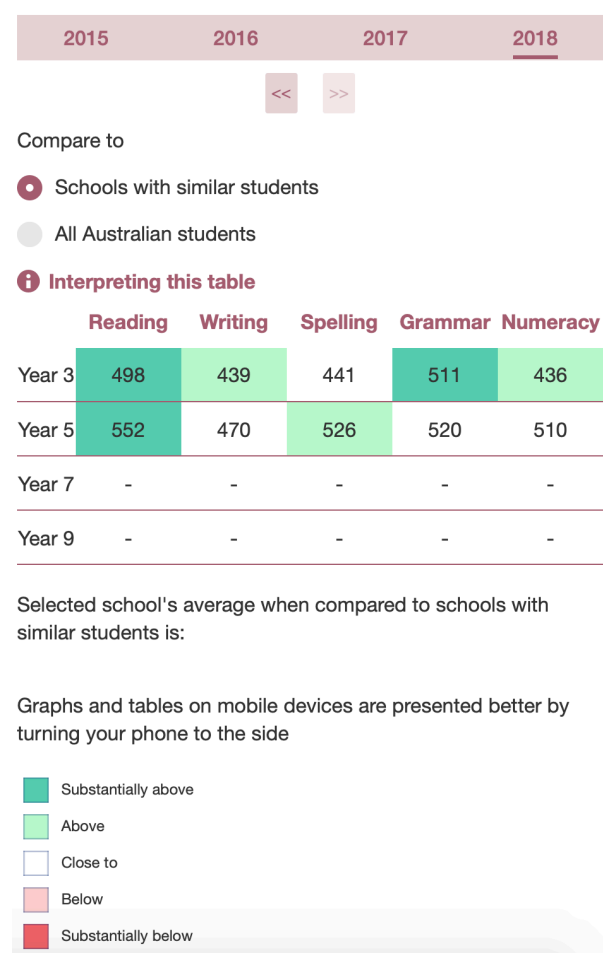 2015 2016 2017 2018
<< >>
Compare to
Schools with similar students
All Australian students
Interpreting this table
Reading Writing Spelling Grammar Numeracy
Year 3 498 439 441 511 436
Year 5 552 470 526 520 510
Year 7 - - - - -
Year 9 - - - - -
Selected school's average when compared to schools with
similar students is:
Graphs and tables on mobile devices are presented better by
turning your phone to the side
Substantially above
Above
Close to
Below
Substantially below